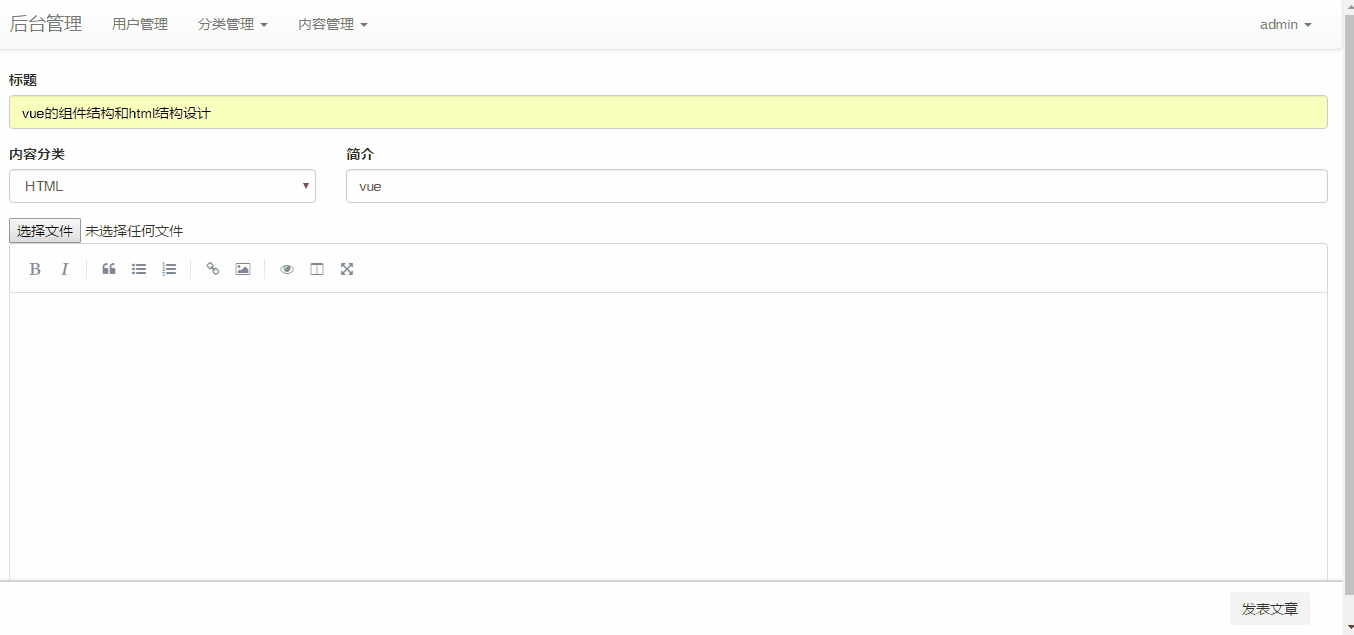 后台管理 用户管理 分类管理 内容管理 admin
标题
vue的组件结构和html结构设计
内容分类 简介
HTML vue
选择文件 未选择任何文件
B I
发表文章